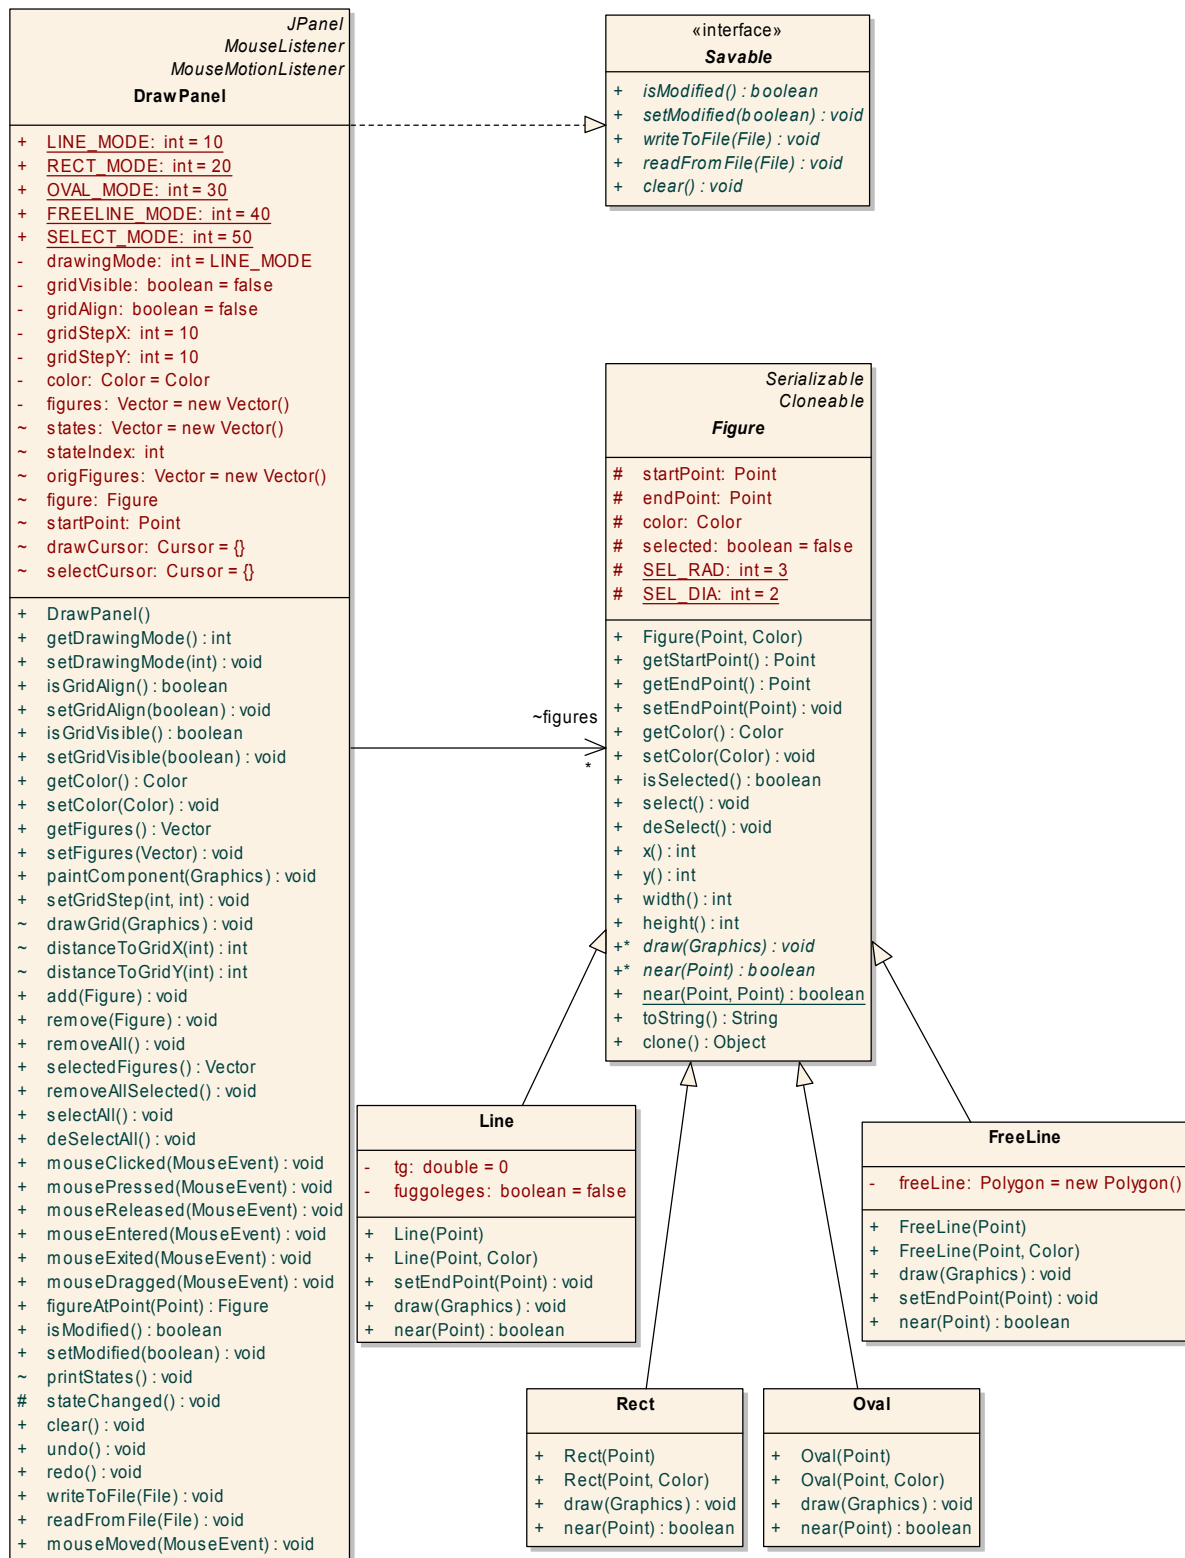 JPanel
MouseListener
MouseMotionListener
DrawPanel
+ LINE_MODE: int = 10
+ RECT_MODE: int = 20
+ OVAL_MODE: int = 30
+ FREELINE_MODE: int = 40
+ SELECT_MODE: int = 50
- drawingMode: int = LINE_MODE
- gridVisible: boolean = false
- gridAlign: boolean = false
- gridStepX: int = 10
- gridStepY: int = 10
- color: Color = Color
- figures: Vector = new Vector()
~ states: Vector = new Vector()
~ stateIndex: int
~ origFigures: Vector = new Vector()
~ figure: Figure
~ startPoint: Point
~ drawCursor: Cursor = {}
~ selectCursor: Cursor = {}
+ DrawPanel()
+ getDrawingMode() : int
+ setDrawingMode(int) : void
+ isGridAlign() : boolean
+ setGridAlign(boolean) : void
+ isGridVisible() : boolean
+ setGridVisible(boolean) : void
+ getColor() : Color
+ setColor(Color) : void
+ getFigures() : Vector
+ setFigures(Vector) : void
+ paintComponent(Graphics) : void
+ setGridStep(int, int) : void
~ drawGrid(Graphics) : void
~ distanceToGridX(int) : int
~ distanceToGridY(int) : int
+ add(Figure) : void
+ remove(Figure) : void
+ removeAll() : void
+ selectedFigures() : Vector
+ removeAllSelected() : void
+ selectAll() : void
+ deSelectAll() : void
+ mouseClicked(MouseEvent) : void
+ mousePressed(MouseEvent) : void
+ mouseReleased(MouseEvent) : void
+ mouseEntered(MouseEvent) : void
+ mouseExited(MouseEvent) : void
+ mouseDragged(MouseEvent) : void
+ figureAtPoint(Point) : Figure
+ isModified() : boolean
+ setModified(boolean) : void
~ printStates() : void
# stateChanged() : void
+ clear() : void
+ undo() : void
+ redo() : void
+ writeToFile(File) : void
+ readFromFile(File) : void
+ mouseMoved(MouseEvent) : void
«interface»
Savable
+ isModified() : boolean
+ setModified(boolean) : void
+ writeToFile(File) : void
+ readFromFile(File) : void
+ clear() : void
~figures
*
Serializable
Cloneable
Figure
# startPoint: Point
# endPoint: Point
# color: Color
# selected: boolean = false
# SEL_RAD: int = 3
# SEL_DIA: int = 2
+ Figure(Point, Color)
+ getStartPoint() : Point
+ getEndPoint() : Point
+ setEndPoint(Point) : void
+ getColor() : Color
+ setColor(Color) : void
+ isSelected() : boolean
+ select() : void
+ deSelect() : void
+ x() : int
+ y() : int
+ width() : int
+ height() : int
+* draw(Graphics) : void
+* near(Point) : boolean
+ near(Point, Point) : boolean
+ toString() : String
+ clone() : Object
Line
- tg: double = 0
- fuggoleges: boolean = false
+ Line(Point)
+ Line(Point, Color)
+ setEndPoint(Point) : void
+ draw(Graphics) : void
+ near(Point) : boolean
FreeLine
- freeLine: Polygon = new Polygon()
+ FreeLine(Point)
+ FreeLine(Point, Color)
+ draw(Graphics) : void
+ setEndPoint(Point) : void
+ near(Point) : boolean
Rect
+ Rect(Point)
+ Rect(Point, Color)
+ draw(Graphics) : void
+ near(Point) : boolean
Oval
+ Oval(Point)
+ Oval(Point, Color)
+ draw(Graphics) : void
+ near(Point) : boolean